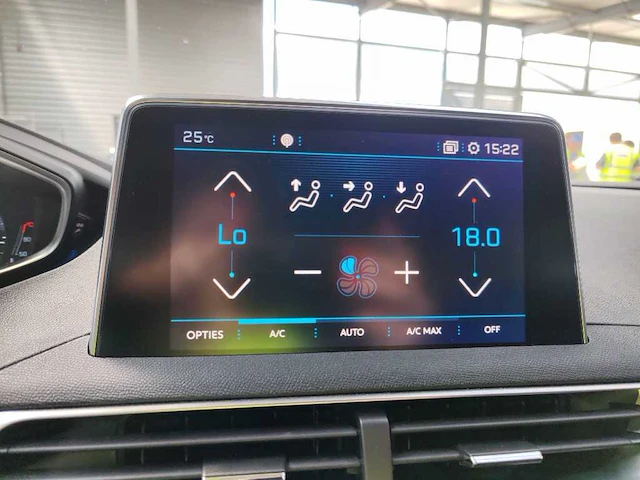 25°C
15:22
Lo
18.0
OPTIES A/C AUTO A/C MAX OFF